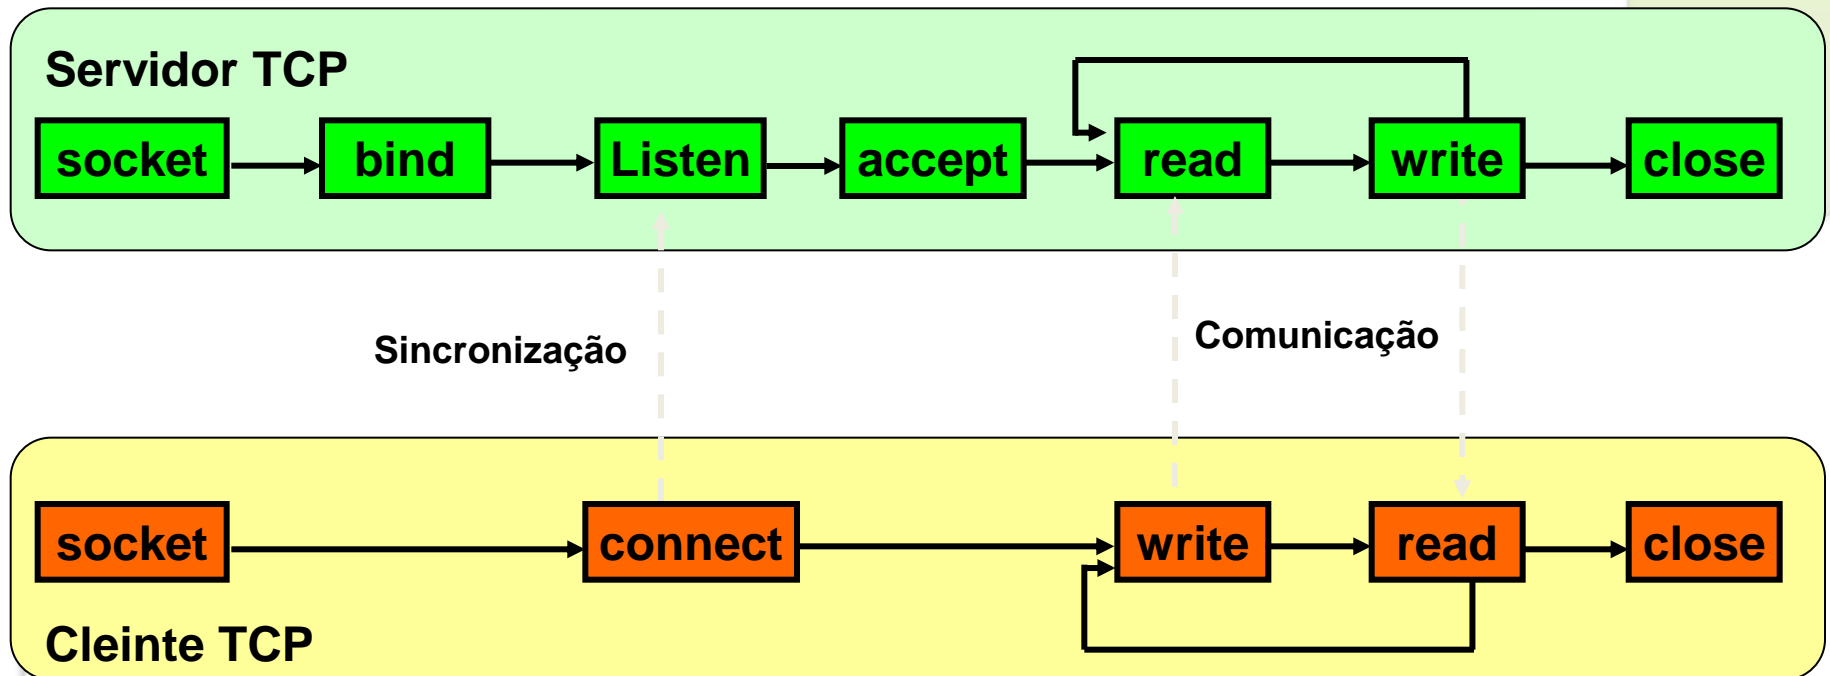 Servidor TCP
socket bind Listen accept read write close
Sincronização
Comunicação
socket connect write read close
Cleinte TCP